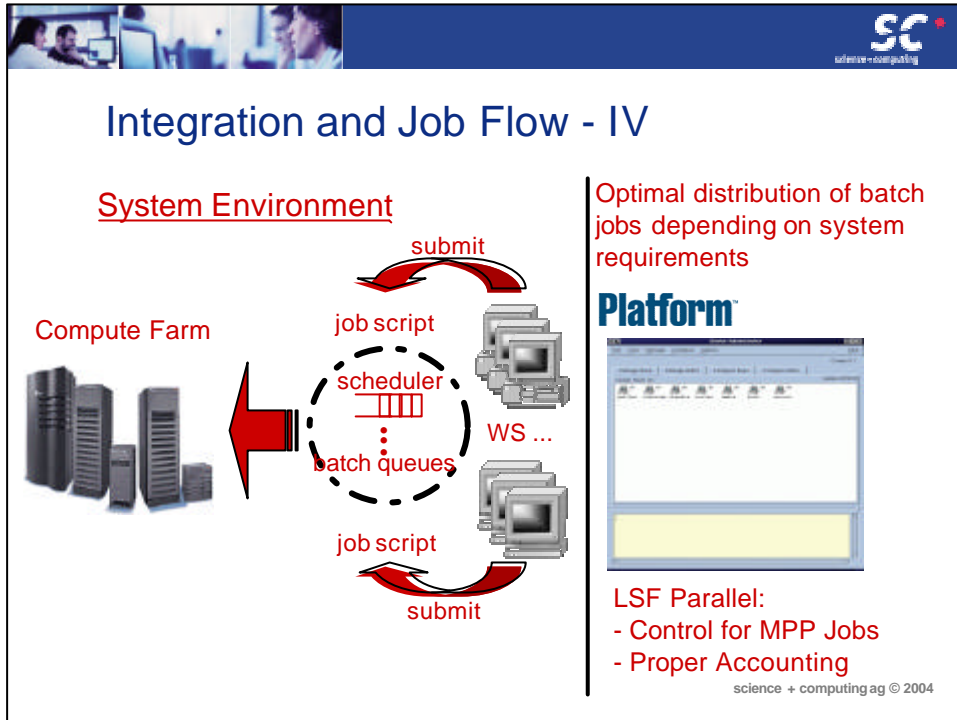 SC
science + computing
Integration and Job Flow - IV
System Environment
submit
job script
Compute Farm
scheduler
batch queues
WS ...
job script
submit
Optimal distribution of batch
jobs depending on system
requirements
Platform™
LSF Parallel:
- Control for MPP Jobs
- Proper Accounting
science + computing ag © 2004